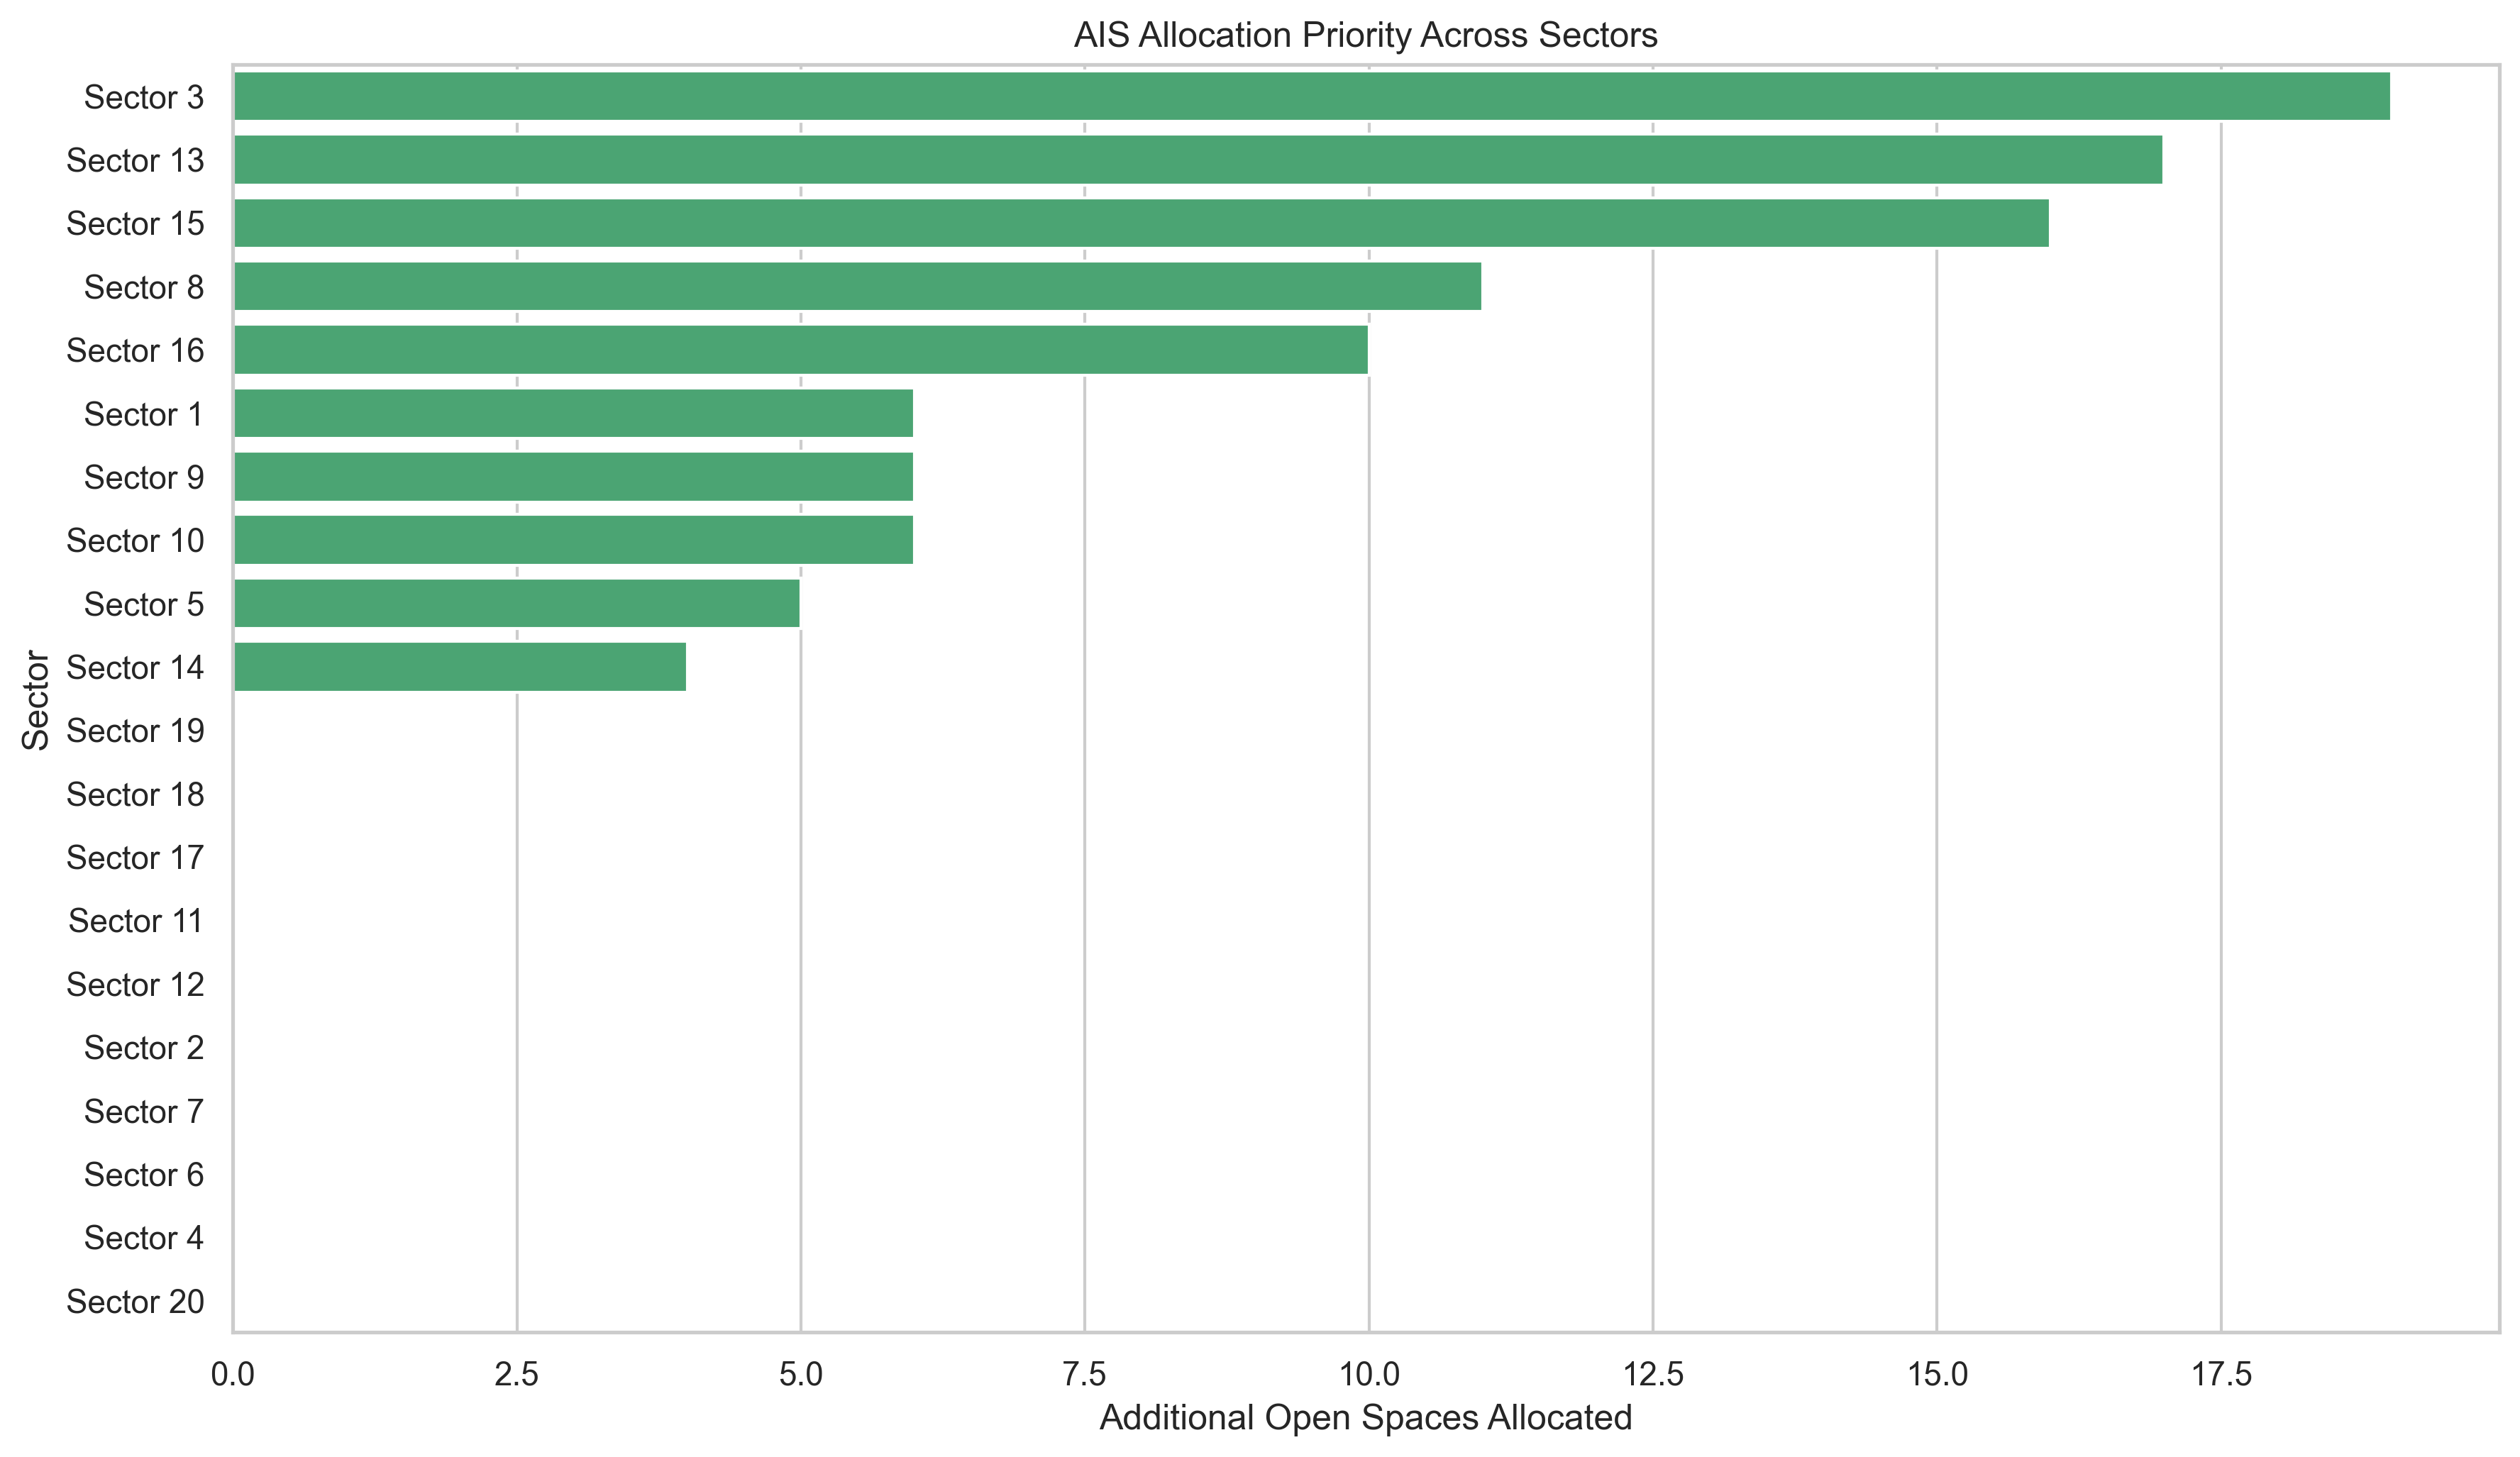 AIS Allocation Priority Across Sectors
Sector
Sector 3
Sector 13
Sector 15
Sector 8
Sector 16
Sector 1
Sector 9
Sector 10
Sector 5
Sector 14
Sector 19
Sector 18
Sector 17
Sector 11
Sector 12
Sector 2
Sector 7
Sector 6
Sector 4
Sector 20
0.0 2.5 5.0 7.5 10.0 12.5 15.0 17.5
Additional Open Spaces Allocated